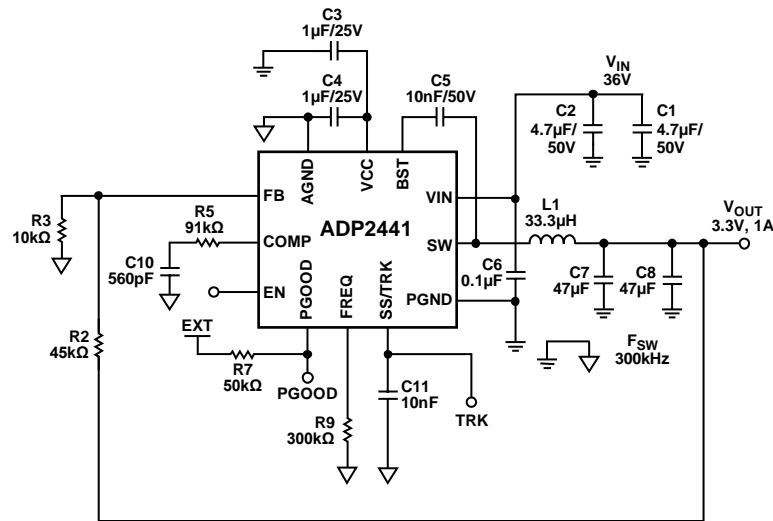 C3
1µF/25V
C4
1µF/25V
C5
10nF/50V
VIN
36V
C2
4.7µF/
50V
C1
4.7µF/
50V
AGND
VCC
BST
FB
VIN
ADP2441
L1
33.3µH
VOUT
3.3V, 1A
R3
10kΩ
R5
91kΩ
COMP
SW
C10
560pF
C6
0.1µF
C7
47µF
C8
47µF
EN
PGOOD
FREQ
SS/TRK
PGND
R2
45kΩ
EXT
R7
50kΩ
PGOOD
FSW
300kHz
R9
300kΩ
C11
10nF
TRK